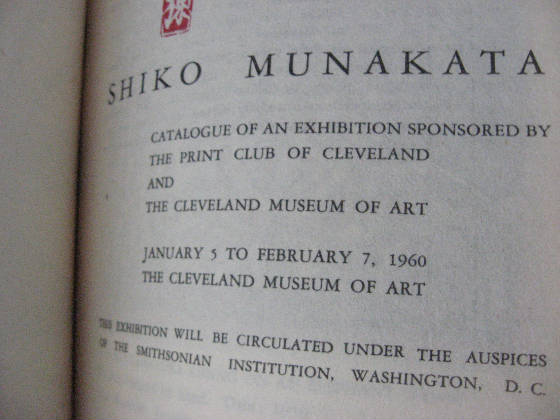 SHIKO MUNAKATA
CATALOGUE OF AN EXHIBITION SPONSORED BY
THE PRINT CLUB OF CLEVELAND
AND
THE CLEVELAND MUSEUM OF ART
JANUARY 5 TO FEBRUARY 7, 1960
THE CLEVELAND MUSEUM OF ART
THIS EXHIBITION WILL BE CIRCULATED UNDER THE AUSPICES
OF THE SMITHSONIAN INSTITUTION, WASHINGTON, D. C.